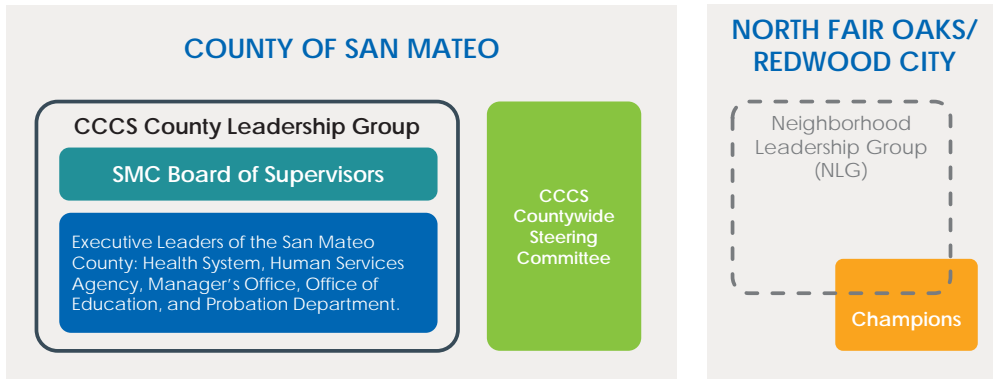 COUNTY OF SAN MATEO
CCCS County Leadership Group
SMC Board of Supervisors
Executive Leaders of the San Mateo
County: Health System, Human Services
Agency, Manager's Office, Office of
Education, and Probation Department.
CCCS
Countywide
Steering
Committee
NORTH FAIR OAKS/
REDWOOD CITY
Neighborhood
Leadership Group
(NLG)
Champions